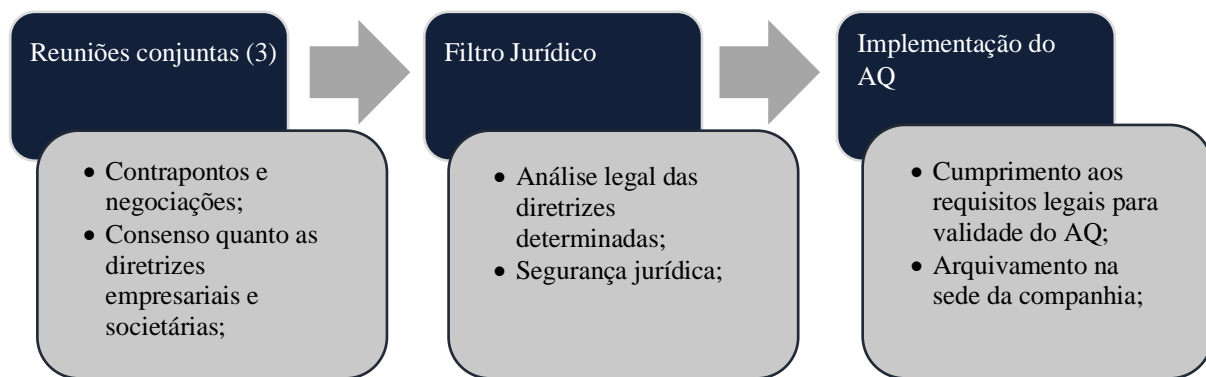 Reuniões conjuntas (3)
• Contrapontos e
negociações;
• Consenso quanto as
diretrizes
empresariais e
societárias;
Filtro Jurídico
• Análise legal das
diretrizes
determinadas;
• Segurança jurídica;
Implementação do
AQ
• Cumprimento aos
requisitos legais para
validade do AQ;
• Arquivamento na
sede da companhia;